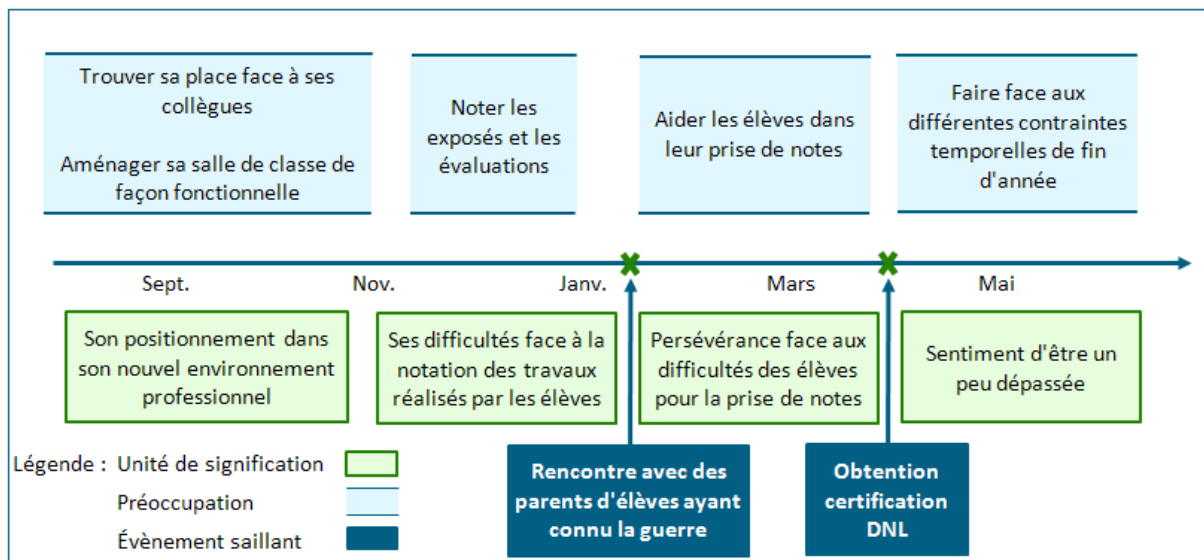 Trouver sa place face à ses
collègues
Aménager sa salle de classe de
façon fonctionnelle
Noter les
exposés et les
évaluations
Aider les élèves dans
leur prise de notes
Faire face aux
différentes contraintes
temporelles de fin
d'année
Sept.
Nov.
Janv.
Mars
Mai
Son positionnement dans
son nouvel environnement
professionnel
Ses difficultés face à la
notation des travaux
réalisés par les élèves
Persévérance face aux
difficultés des élèves
pour la prise de notes
Sentiment d'être un
peu dépassée
Légende : Unité de signification
Préoccupation
Évènement saillant
Rencontre avec des
parents d'élèves ayant
connu la guerre
Obtention
certification
DNL